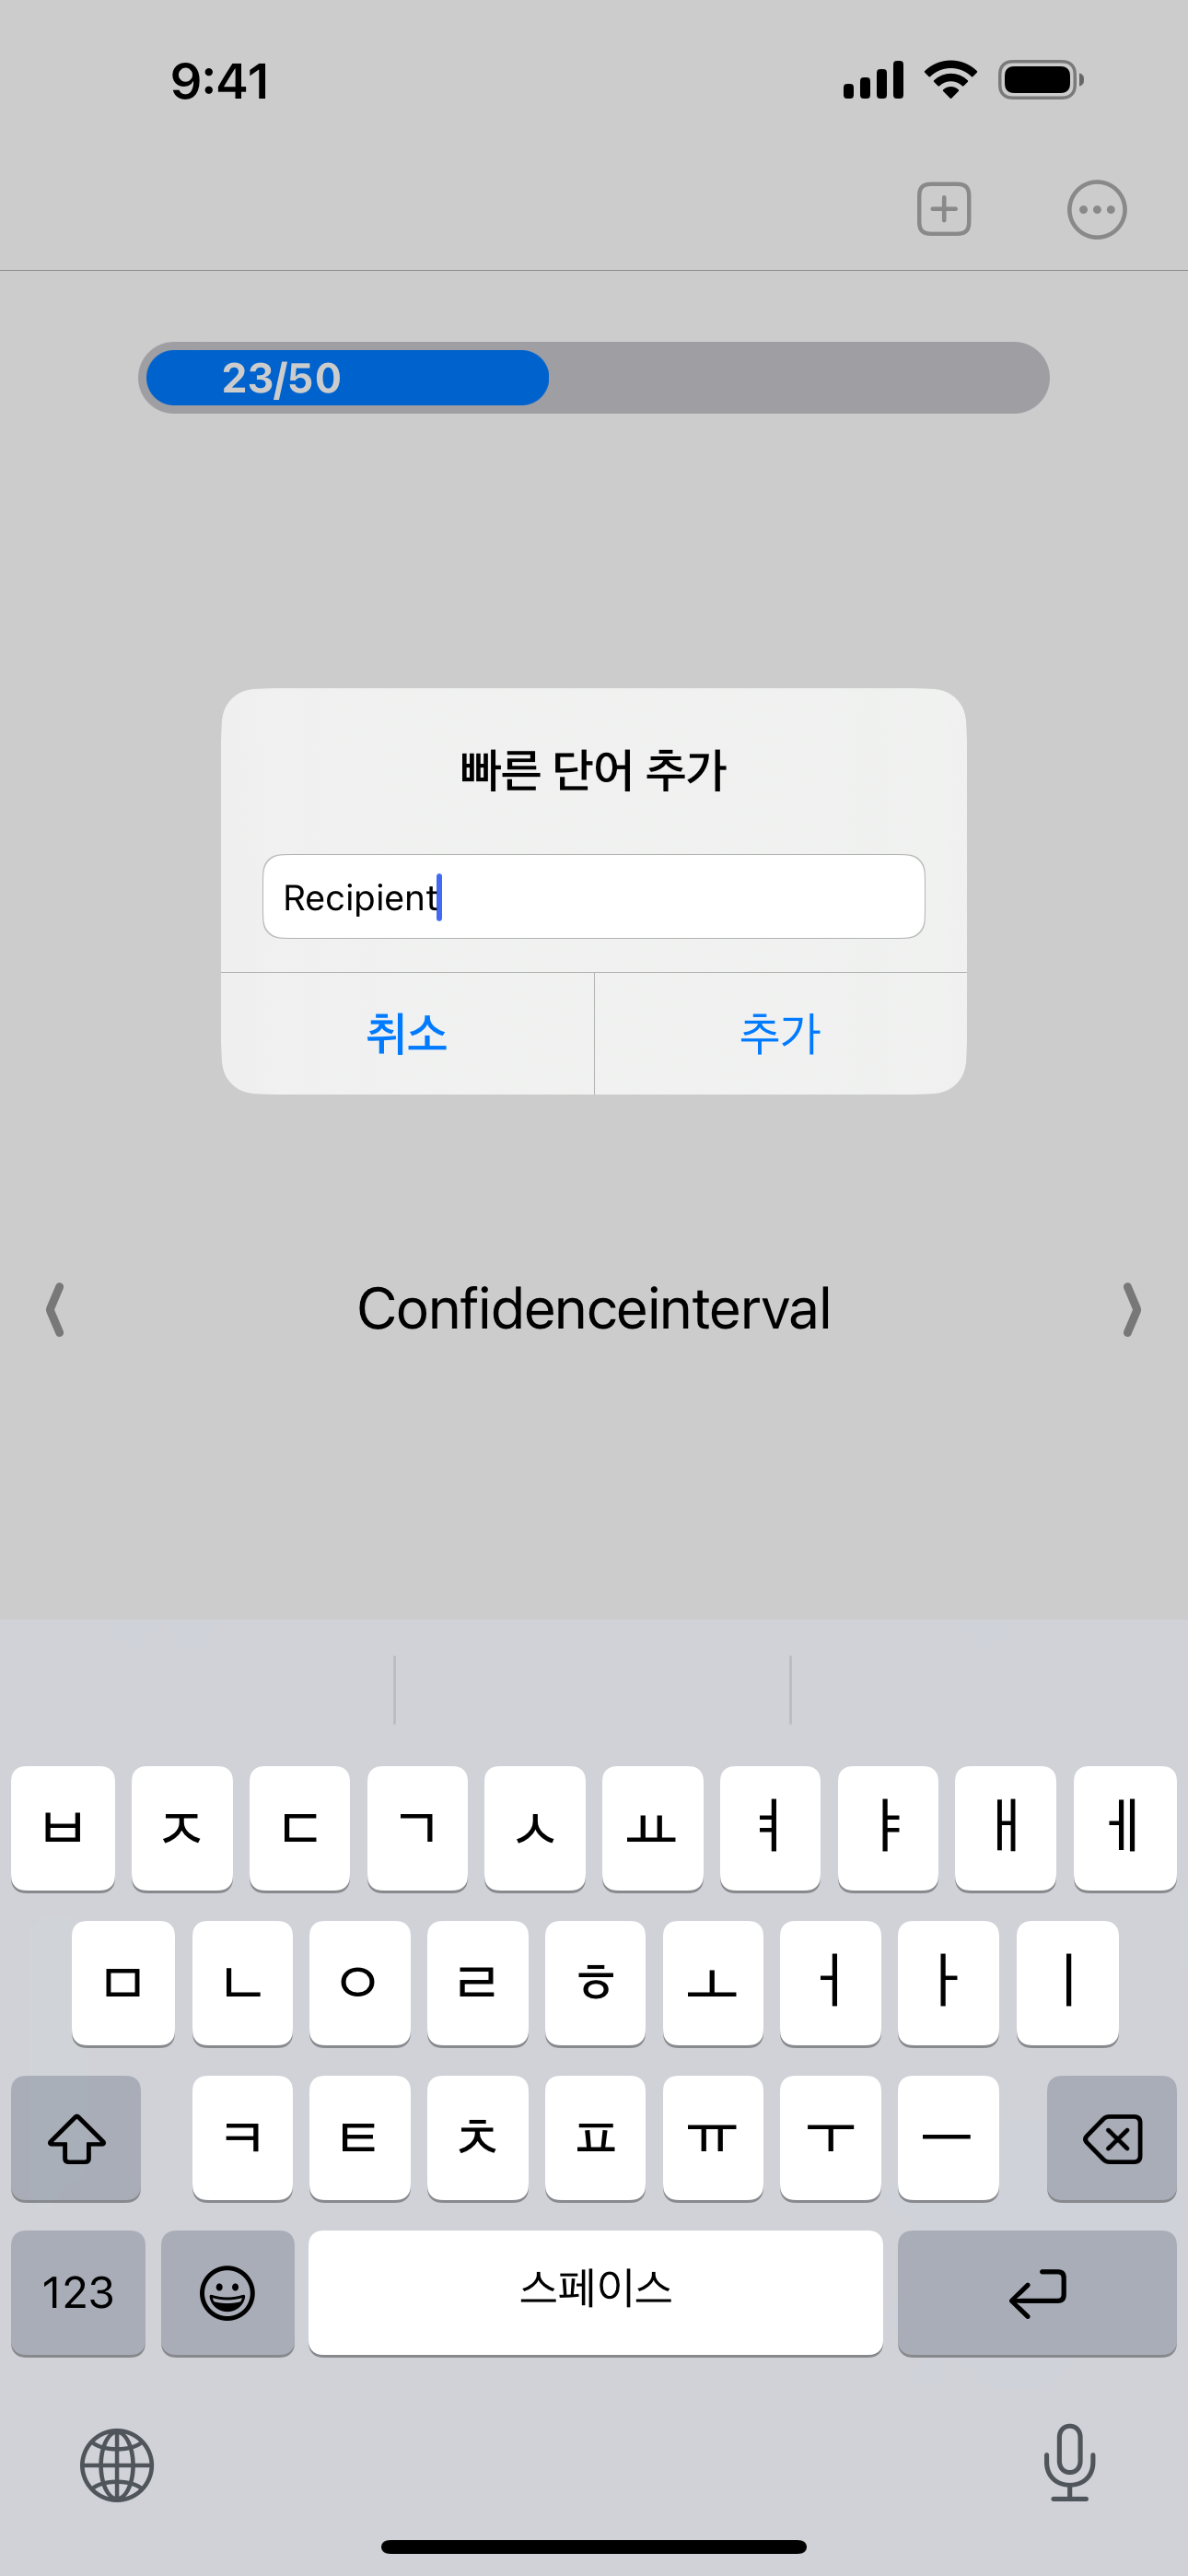 9:41
23/50
빠른 단어 추가
Recipient
취소 추가
Confidenceinterval
ㅂ ㅈ ㄷ ㄱ ㅅ ㅛ ㅕ ㅑ ㅐ ㅔ
ㅁ ㄴ ㅇ ㄹ ㅎ ㅗ ㅓ ㅏ ㅣ
ㅋ ㅌ ㅊ ㅍ ㅠ ㅜ ㅡ
123 스페이스